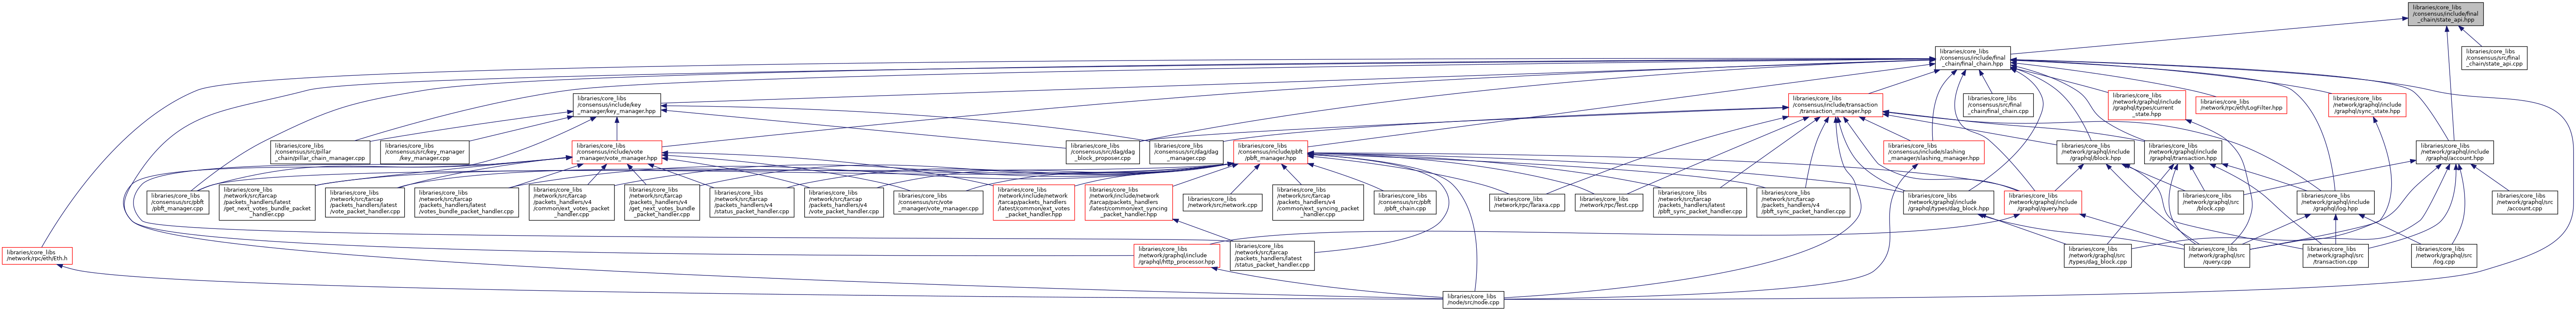 libraries/core_libs
/consensus/include/final
_chain/state_api.hpp
libraries/core_libs
/consensus/include/final
_chain/final_chain.hpp
libraries/core_libs
/consensus/src/final
_chain/state_api.cpp
libraries/core_libs
/consensus/include/key
_manager/key_manager.hpp
libraries/core_libs
/consensus/include/transaction
/transaction_manager.hpp
libraries/core_libs
/consensus/src/final
_chain/final_chain.cpp
libraries/core_libs
/network/graphql/include
/graphql/types/current
_state.hpp
libraries/core_libs
/network/rpc/eth/LogFilter.hpp
libraries/core_libs
/network/graphql/include
/graphql/sync_state.hpp
libraries/core_libs
/consensus/src/pillar
_chain/pillar_chain_manager.cpp
libraries/core_libs
/consensus/src/key_manager
/key_manager.cpp
libraries/core_libs
/consensus/include/vote
_manager/vote_manager.hpp
libraries/core_libs
/consensus/src/dag/dag
_block_proposer.cpp
libraries/core_libs
/consensus/src/dag/dag
_manager.cpp
libraries/core_libs
/consensus/include/pbft
/pbft_manager.hpp
libraries/core_libs
/consensus/include/slashing
_manager/slashing_manager.hpp
libraries/core_libs
/network/graphql/include
/graphql/block.hpp
libraries/core_libs
/network/graphql/include
/graphql/transaction.hpp
libraries/core_libs
/network/graphql/include
/graphql/account.hpp
libraries/core_libs
/consensus/src/pbft
/pbft_manager.cpp
libraries/core_libs
/network/src/tarcap
/packets_handlers/latest
/get_next_votes_bundle_packet
_handler.cpp
libraries/core_libs
/network/src/tarcap
/packets_handlers/latest
/vote_packet_handler.cpp
libraries/core_libs
/network/src/tarcap
/packets_handlers/latest
/votes_bundle_packet_handler.cpp
libraries/core_libs
/network/src/tarcap
/packets_handlers/v4
/common/ext_votes_packet
_handler.cpp
libraries/core_libs
/network/src/tarcap
/packets_handlers/v4
/get_next_votes_bundle
_packet_handler.cpp
libraries/core_libs
/network/src/tarcap
/packets_handlers/v4
/status_packet_handler.cpp
libraries/core_libs
/network/src/tarcap
/packets_handlers/v4
/vote_packet_handler.cpp
libraries/core_libs
/consensus/src/vote
_manager/vote_manager.cpp
libraries/core_libs
/network/include/network
/tarcap/packets_handlers
/latest/common/ext_votes
_packet_handler.hpp
libraries/core_libs
/network/include/network
/tarcap/packets_handlers
/latest/common/ext_syncing
_packet_handler.hpp
libraries/core_libs
/network/src/network.cpp
libraries/core_libs
/network/src/tarcap
/packets_handlers/v4
/common/ext_syncing_packet
_handler.cpp
libraries/core_libs
/consensus/src/pbft
/pbft_chain.cpp
libraries/core_libs
/network/rpc/Taraxa.cpp
libraries/core_libs
/network/rpc/Test.cpp
libraries/core_libs
/network/src/tarcap
/packets_handlers/latest
/pbft_sync_packet_handler.cpp
libraries/core_libs
/network/src/tarcap
/packets_handlers/v4
/pbft_sync_packet_handler.cpp
libraries/core_libs
/network/graphql/include
/graphql/types/dag_block.hpp
libraries/core_libs
/network/graphql/include
/graphql/query.hpp
libraries/core_libs
/network/graphql/src
/block.cpp
libraries/core_libs
/network/graphql/include
/graphql/log.hpp
libraries/core_libs
/network/graphql/src
/account.cpp
libraries/core_libs
/network/rpc/eth/Eth.h
libraries/core_libs
/network/graphql/include
/graphql/http_processor.hpp
libraries/core_libs
/network/src/tarcap
/packets_handlers/latest
/status_packet_handler.cpp
libraries/core_libs
/network/graphql/src
/types/dag_block.cpp
libraries/core_libs
/network/graphql/src
/query.cpp
libraries/core_libs
/network/graphql/src
/transaction.cpp
libraries/core_libs
/network/graphql/src
/log.cpp
libraries/core_libs
/node/src/node.cpp